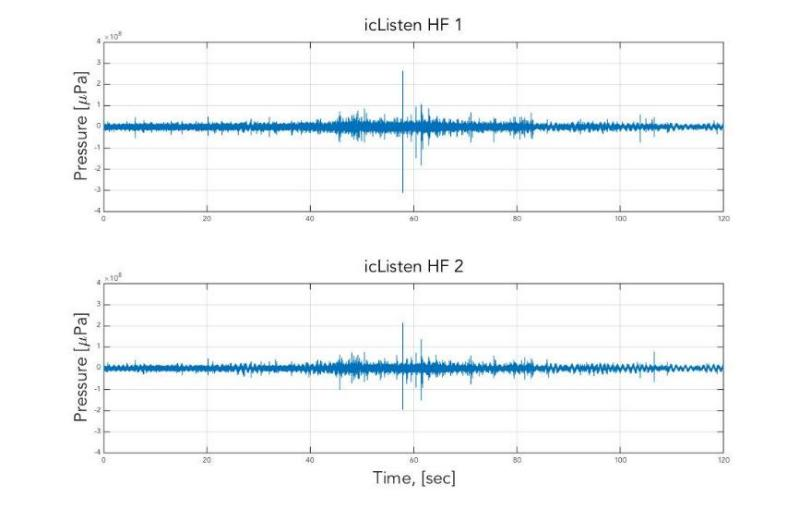 icListen HF 1
×10⁸
4
3
2
1
0
-1
-2
-3
-4
Pressure [μPa]
0 20 40 60 80 100 120
icListen HF 2
×10⁸
4
3
2
1
0
-1
-2
-3
-4
Pressure [μPa]
0 20 40 60 80 100 120
Time, [sec]